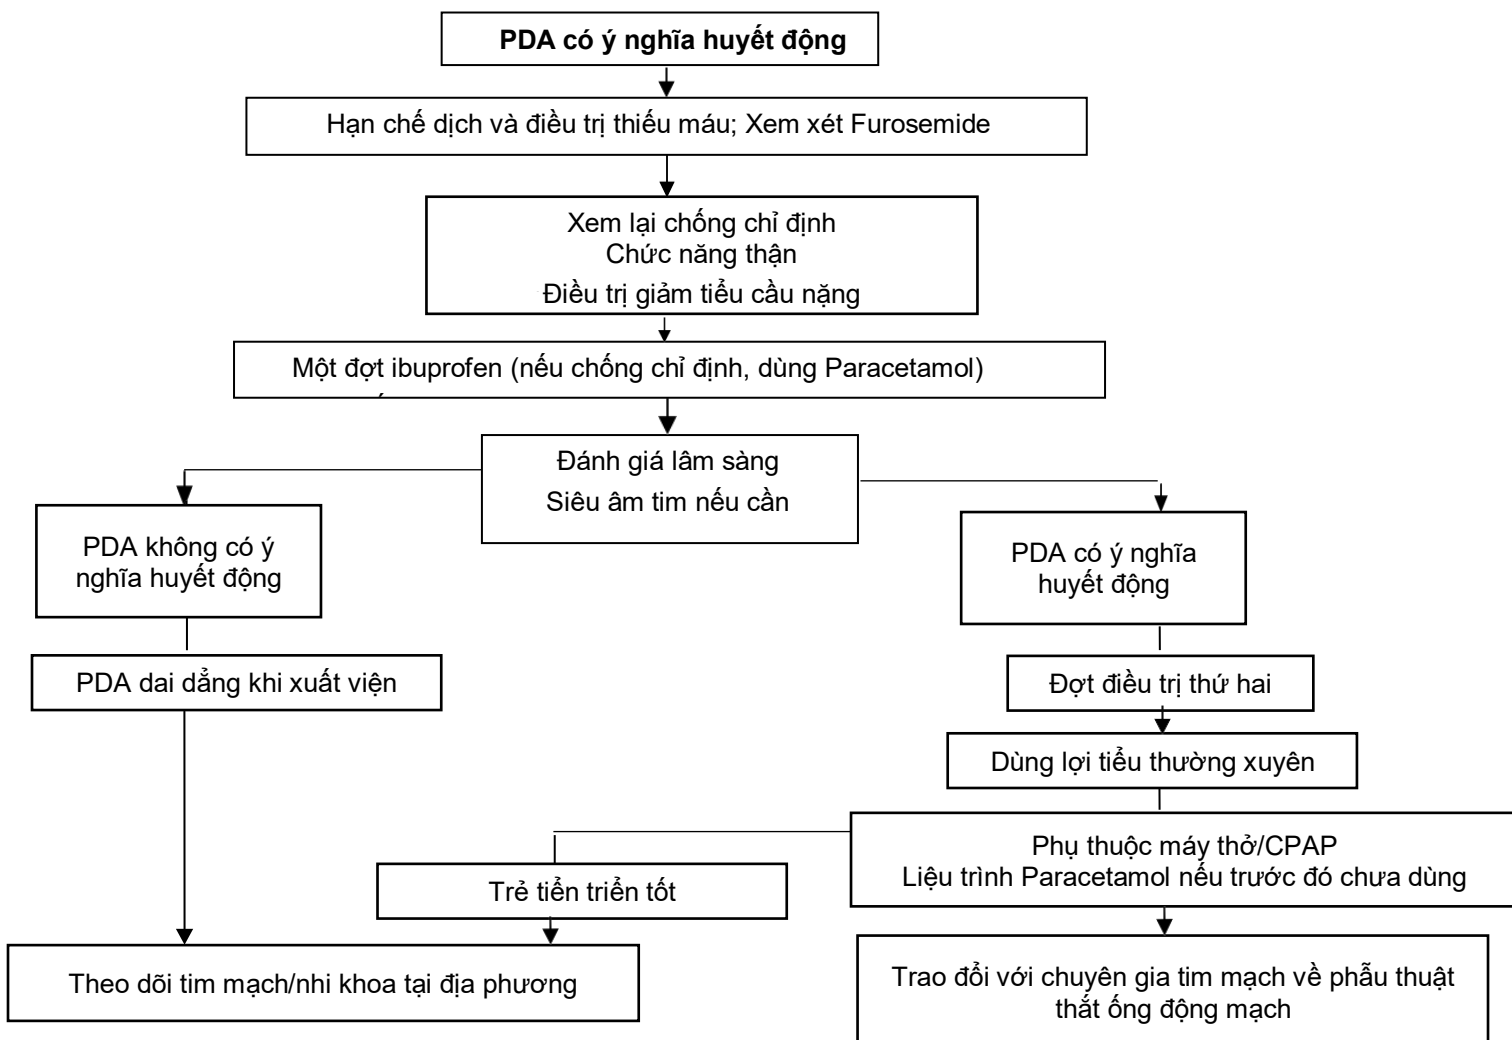 PDA có ý nghĩa huyết động
Hạn chế dịch và điều trị thiếu máu; Xem xét Furosemide
Xem lại chống chỉ định
Chức năng thận
Điều trị giảm tiểu cầu nặng
Một đợt ibuprofen (nếu chống chỉ định, dùng Paracetamol)
Đánh giá lâm sàng
Siêu âm tim nếu cần
PDA không có ý
nghĩa huyết động
PDA có ý nghĩa
huyết động
PDA dai dẳng khi xuất viện
Đợt điều trị thứ hai
Dùng lợi tiểu thường xuyên
Phụ thuộc máy thở/CPAP
Liệu trình Paracetamol nếu trước đó chưa dùng
Trẻ tiển triển tốt
Theo dõi tim mạch/nhi khoa tại địa phương
Trao đổi với chuyên gia tim mạch về phẫu thuật
thắt ống động mạch